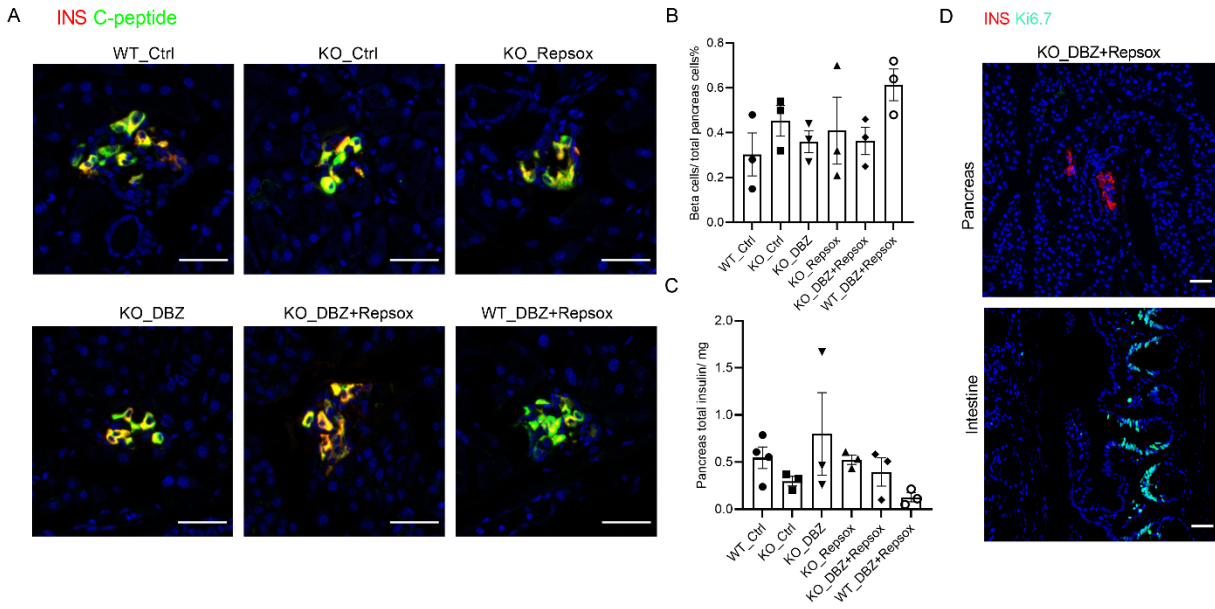 A
INS C-peptide
WT_Ctrl
KO_Ctrl
KO_Repsox
KO_DBZ
KO_DBZ+Repsox
WT_DBZ+Repsox
B
Beta cells/ total pancreas cells%
0.8
0.6
0.4
0.2
0.0
WT_Ctrl
KO_Ctrl
KO_DBZ
KO_Repsox
KO_DBZ+Repsox
WT_DBZ+Repsox
C
Pancreas total insulin/ mg
2.0
1.5
1.0
0.5
0.0
WT_Ctrl
KO_Ctrl
KO_DBZ
KO_Repsox
KO_DBZ+Repsox
WT_DBZ+Repsox
D
INS Ki6.7
KO_DBZ+Repsox
Pancreas
Intestine